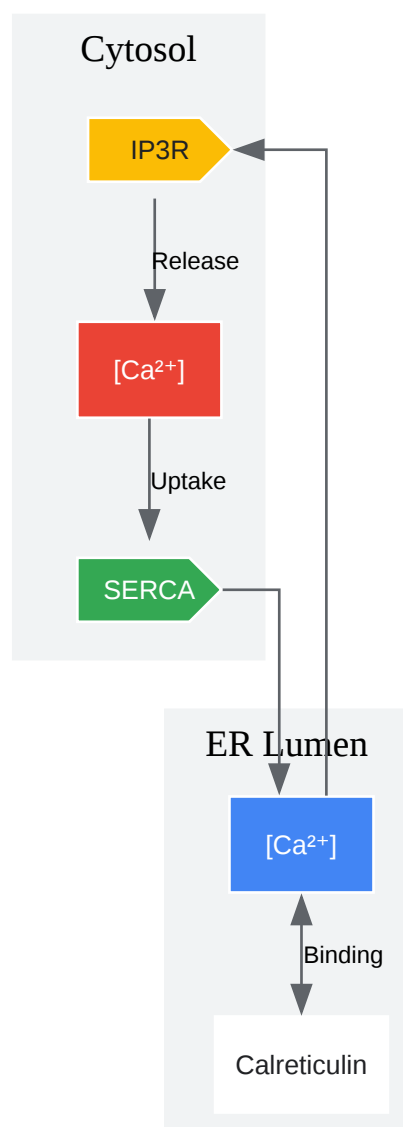 Cytosol
IP3R
Release
[Ca²⁺]
Uptake
SERCA
ER Lumen
[Ca²⁺]
Binding
Calreticulin